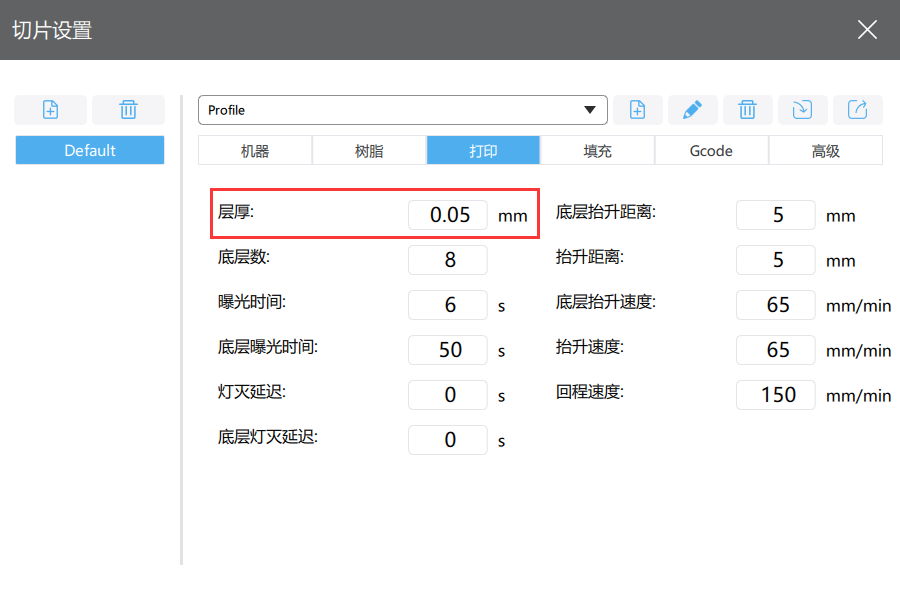 切片设置
Default
Profile
机器 树脂 打印 填充 Gcode 高级
层厚: 0.05 mm 底层抬升距离: 5 mm
底层数: 8 抬升距离: 5 mm
曝光时间: 6 s 底层抬升速度: 65 mm/min
底层曝光时间: 50 s 抬升速度: 65 mm/min
灯灭延迟: 0 s 回程速度: 150 mm/min
底层灯灭延迟: 0 s